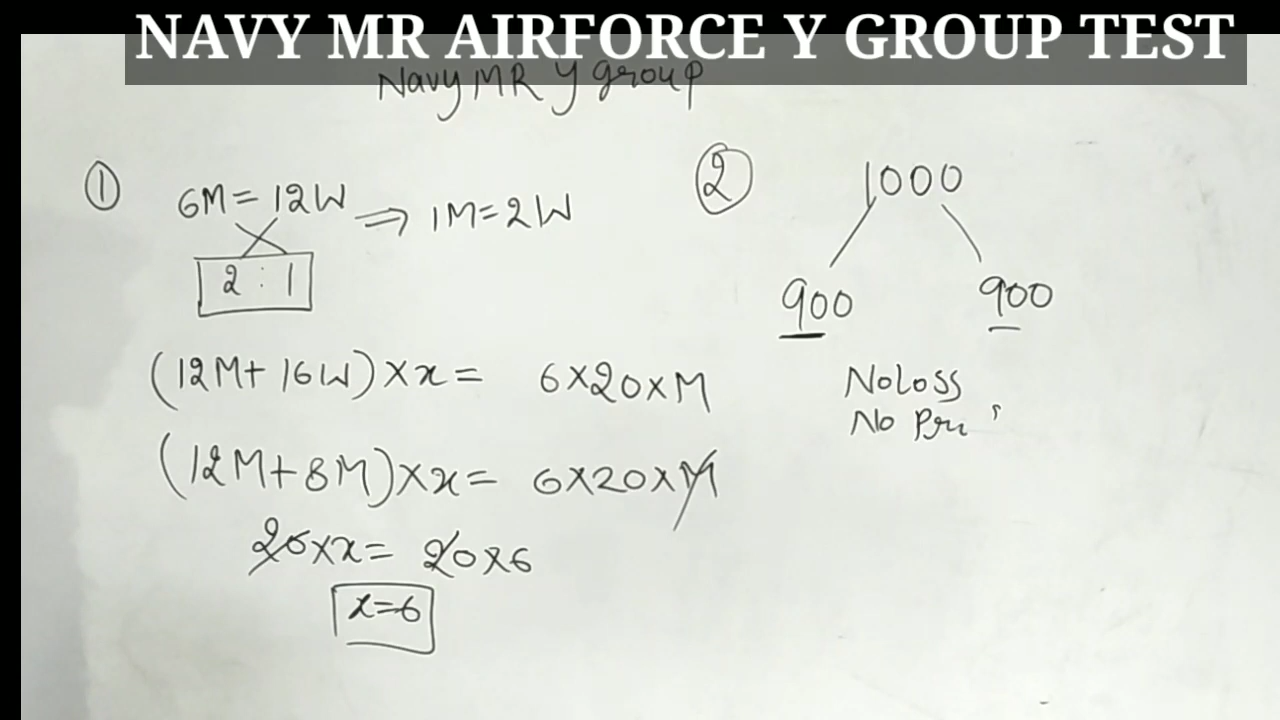 NAVY MR AIRFORCE Y GROUP TEST
Navy MR Y group
①
6M = 12W ⇒ 1M = 2W
2 : 1
(12M + 16W) × x = 6 × 20 × M
(12M + 8M) × x = 6 × 20 × M
20 × x = 20 × 6
x = 6
②
1000
900 900
No Loss
No